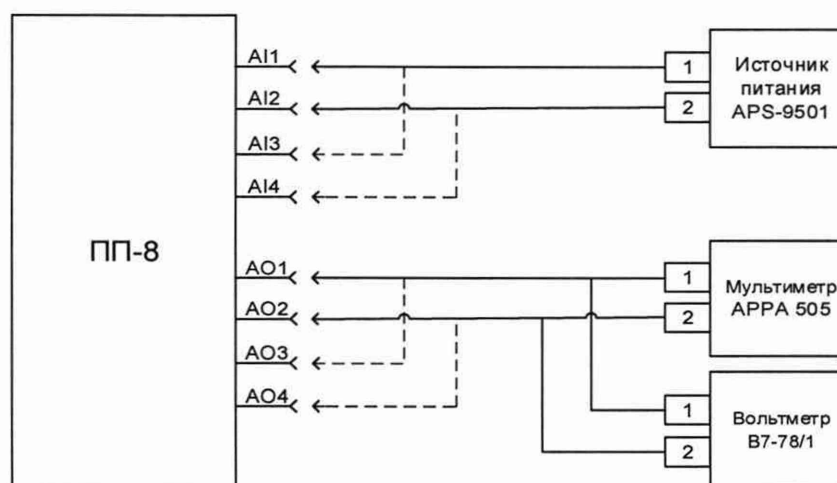 ПП-8
AI1
AI2
AI3
AI4
AO1
AO2
AO3
AO4
1
2
Источник
питания
APS-9501
1
2
Мультиметр
APPA 505
1
2
Вольтметр
В7-78/1